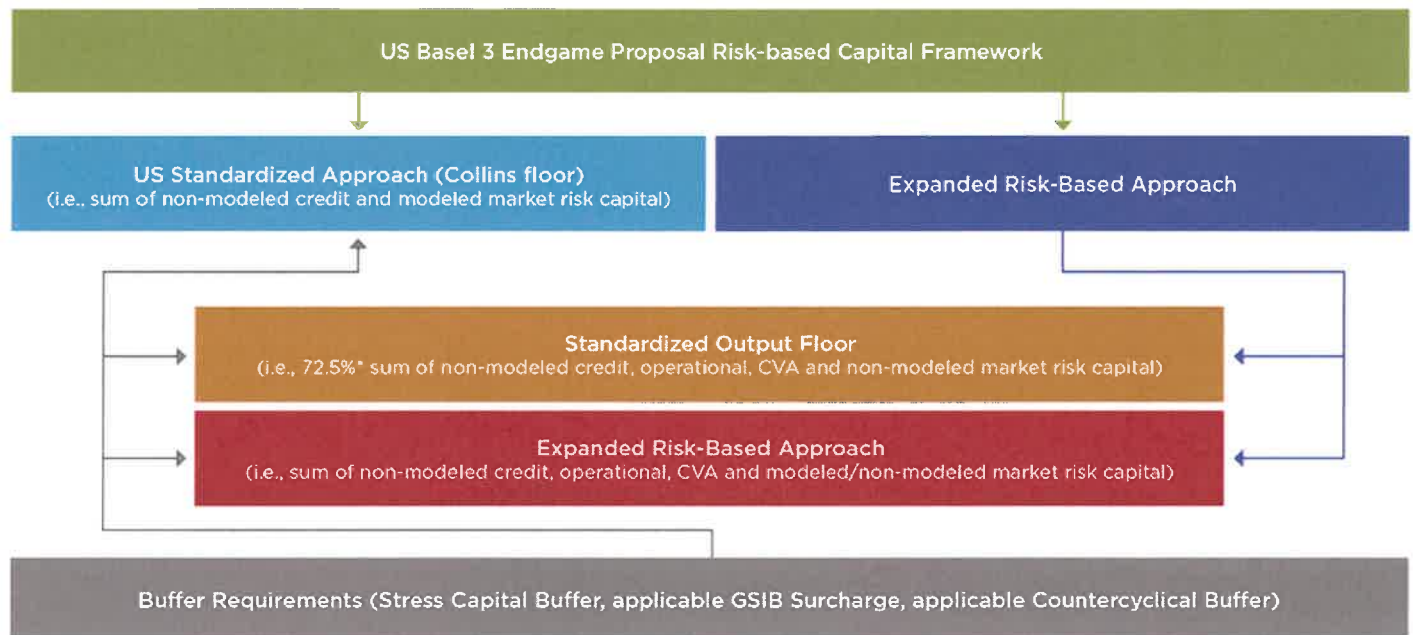 US Basel 3 Endgame Proposal Risk-based Capital Framework
US Standardized Approach (Collins floor)
(i.e., sum of non-modeled credit and modeled market risk capital)
Expanded Risk-Based Approach
Standardized Output Floor
(i.e., 72.5%* sum of non-modeled credit, operational, CVA and non-modeled market risk capital)
Expanded Risk-Based Approach
(i.e., sum of non-modeled credit, operational, CVA and modeled/non-modeled market risk capital)
Buffer Requirements (Stress Capital Buffer, applicable GSIB Surcharge, applicable Countercyclical Buffer)